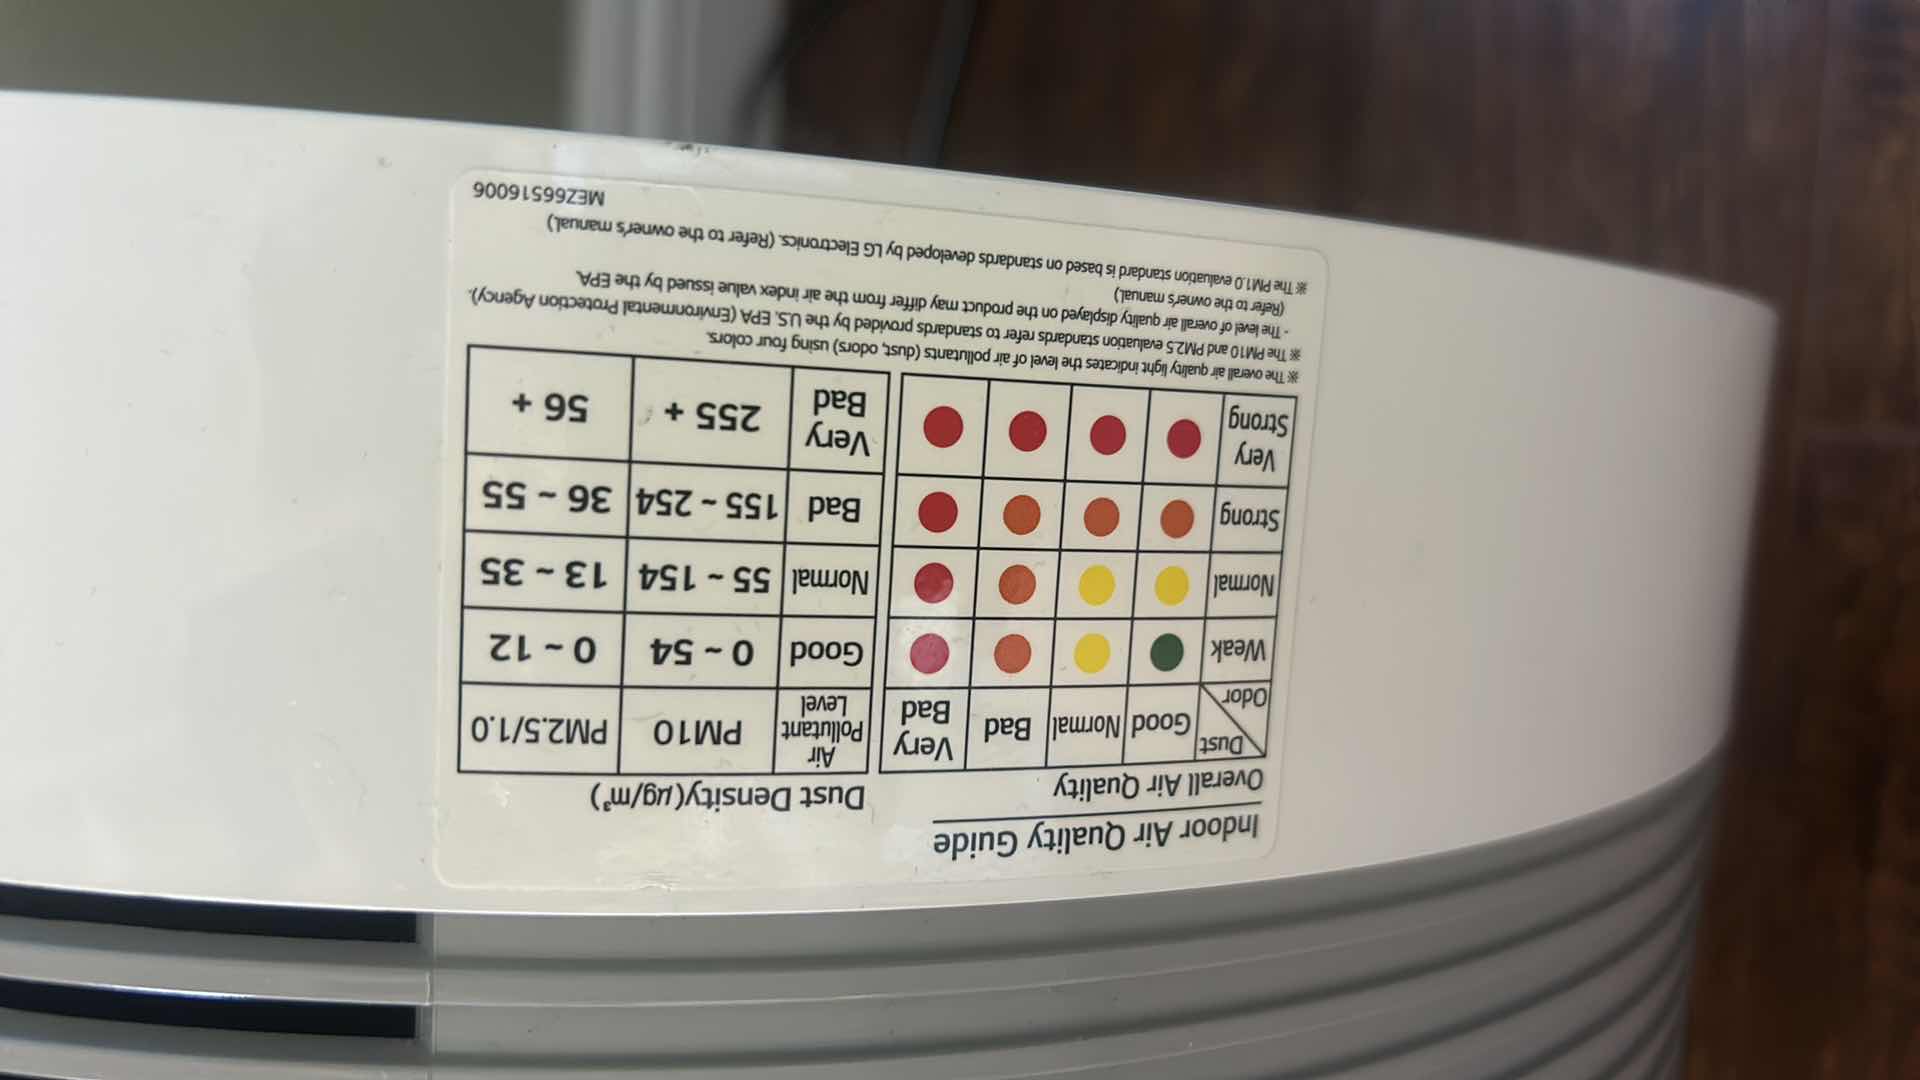 Indoor Air Quality Guide
Overall Air Quality
Dust
Odor
Good
Normal
Bad
Very
Bad
Weak
Normal
Strong
Very
Strong
Dust Density(µg/m³)
Air
Pollutant
Level
PM10
PM2.5/1.0
Good
0 ~ 54
0 ~ 12
Normal
55 ~ 154
13 ~ 35
Bad
155 ~ 254
36 ~ 55
Very
Bad
255 +
56 +
※ The overall air quality light indicates the level of air pollutants (dust, odors) using four colors.
※ The PM10 and PM2.5 evaluation standards refer to standards provided by the U.S. EPA (Environmental Protection Agency).
- The level of overall air quality displayed on the product may differ from the air index value issued by the EPA.
(Refer to the owner's manual.)
※ The PM1.0 evaluation standard is based on standards developed by LG Electronics. (Refer to the owner's manual.)
MEZ66516006